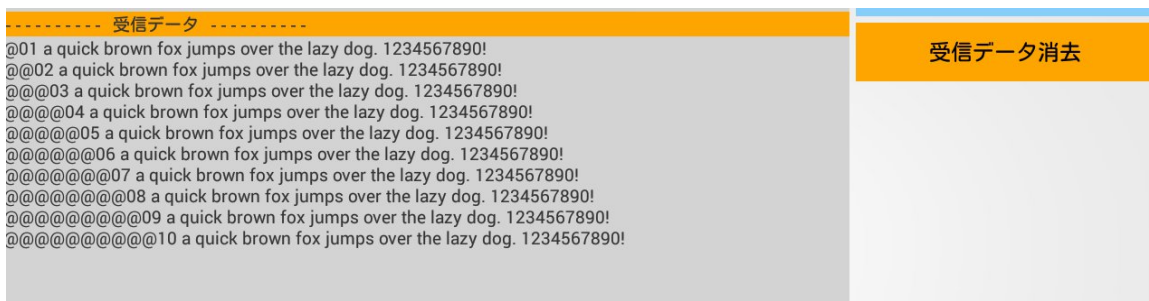 ---------- 受信データ ----------
@01 a quick brown fox jumps over the lazy dog. 1234567890!
@@02 a quick brown fox jumps over the lazy dog. 1234567890!
@@@03 a quick brown fox jumps over the lazy dog. 1234567890!
@@@@04 a quick brown fox jumps over the lazy dog. 1234567890!
@@@@@05 a quick brown fox jumps over the lazy dog. 1234567890!
@@@@@@06 a quick brown fox jumps over the lazy dog. 1234567890!
@@@@@@@07 a quick brown fox jumps over the lazy dog. 1234567890!
@@@@@@@@08 a quick brown fox jumps over the lazy dog. 1234567890!
@@@@@@@@@09 a quick brown fox jumps over the lazy dog. 1234567890!
@@@@@@@@@@10 a quick brown fox jumps over the lazy dog. 1234567890!
受信データ消去